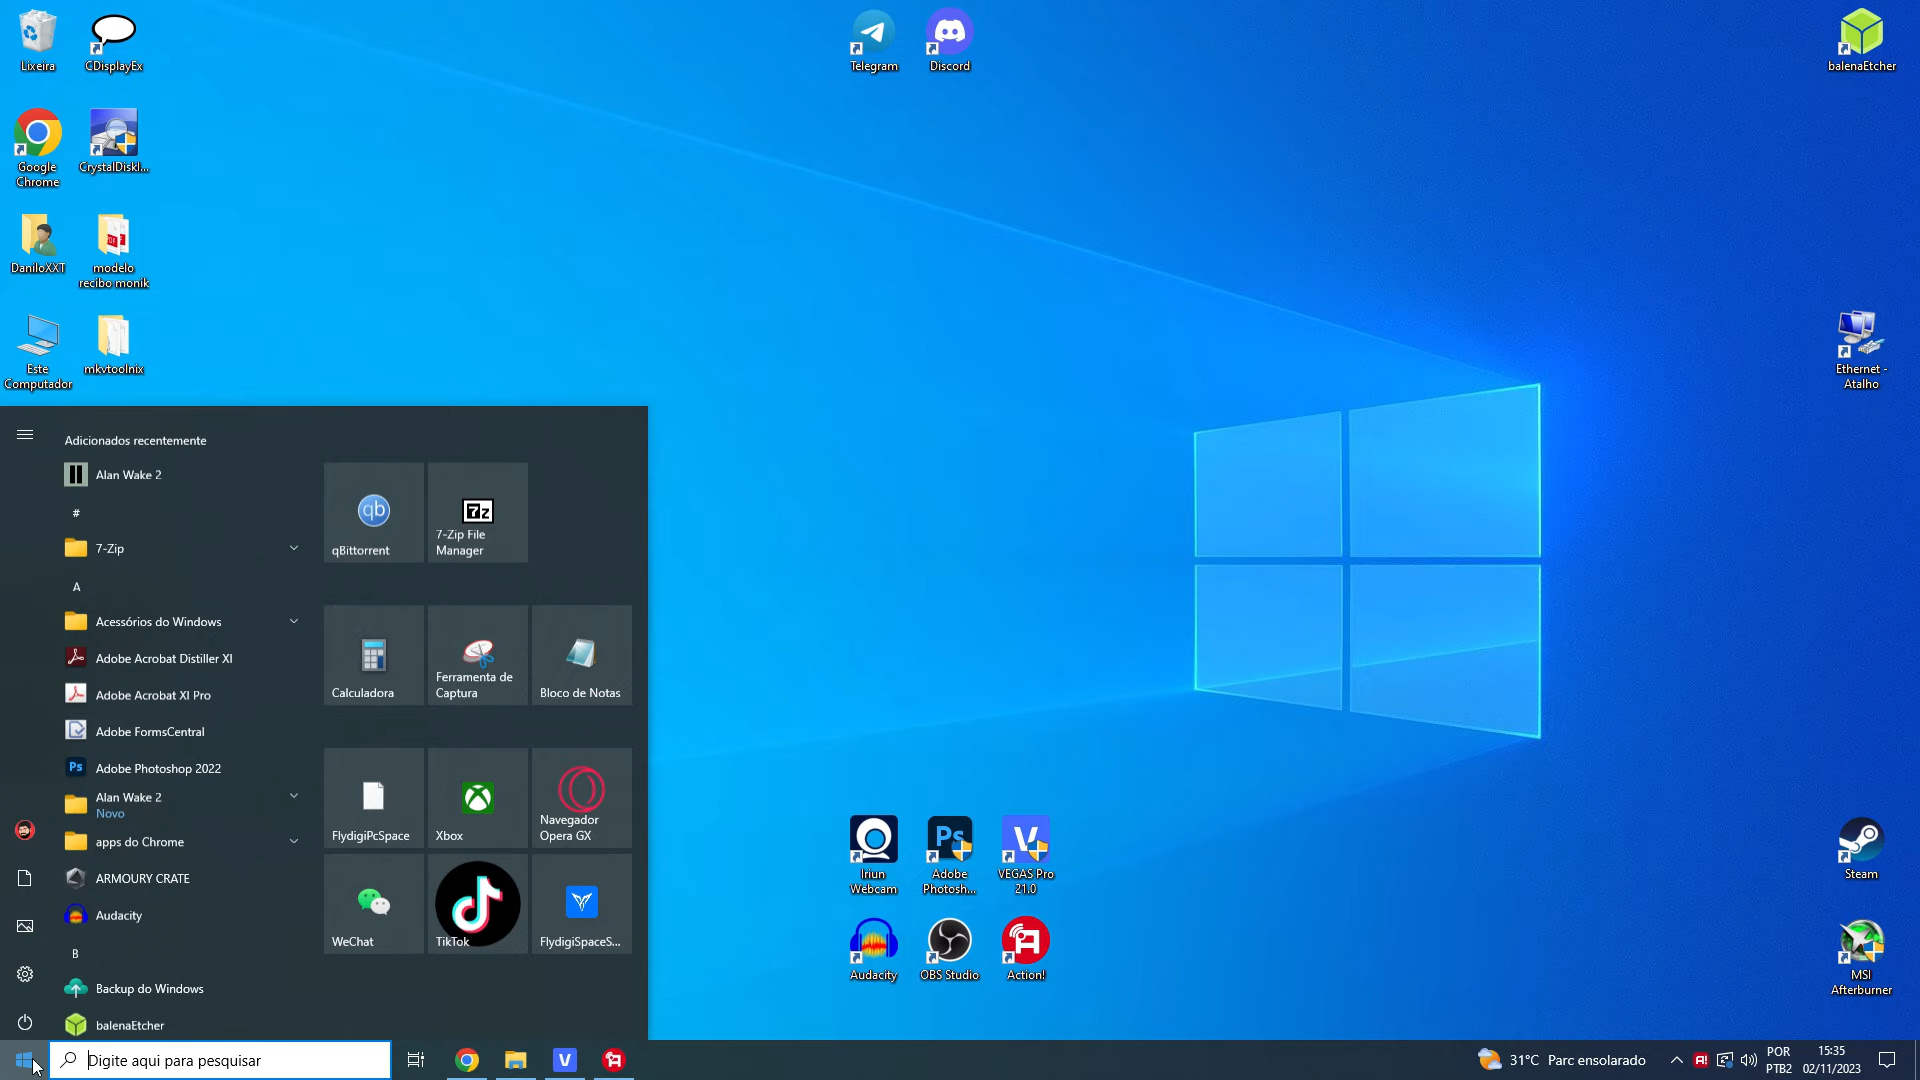 Lixeira
CDisplayEx
Telegram
Discord
balenaEtcher
Google
Chrome
CrystalDiskI...
DaniloXXT
modelo
recibo monik
Este
Computador
mkvtoolnix
Ethernet -
Atalho
Adicionados recentemente
Alan Wake 2
#
7-Zip
A
Acessórios do Windows
Adobe Acrobat Distiller XI
Adobe Acrobat XI Pro
Adobe FormsCentral
Ps
Adobe Photoshop 2022
Alan Wake 2
Novo
apps do Chrome
ARMOURY CRATE
Audacity
B
Backup do Windows
balenaEtcher
qb
qBittorrent
7z
7-Zip File
Manager
Calculadora
Ferramenta de
Captura
Bloco de Notas
FlydigiPcSpace
Xbox
Navegador
Opera GX
WeChat
TikTok
FlydigiSpaceS...
Iriun
Webcam
Ps
Adobe
Photosh...
V
VEGAS Pro
21.0
Audacity
OBS Studio
Action!
Steam
MSI
Afterburner
Digite aqui para pesquisar
V
31°C Parc ensolarado
POR
PTB2
15:35
02/11/2023